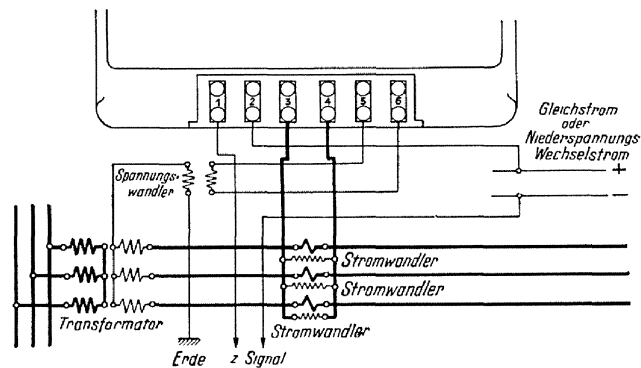 1 2 3 4 5 6
Gleichstrom
oder
Niederspannungs
Wechselstrom
+
−
Spannungs-
wandler
Stromwandler
Stromwandler
Stromwandler
Transformator
Erde
z Signal